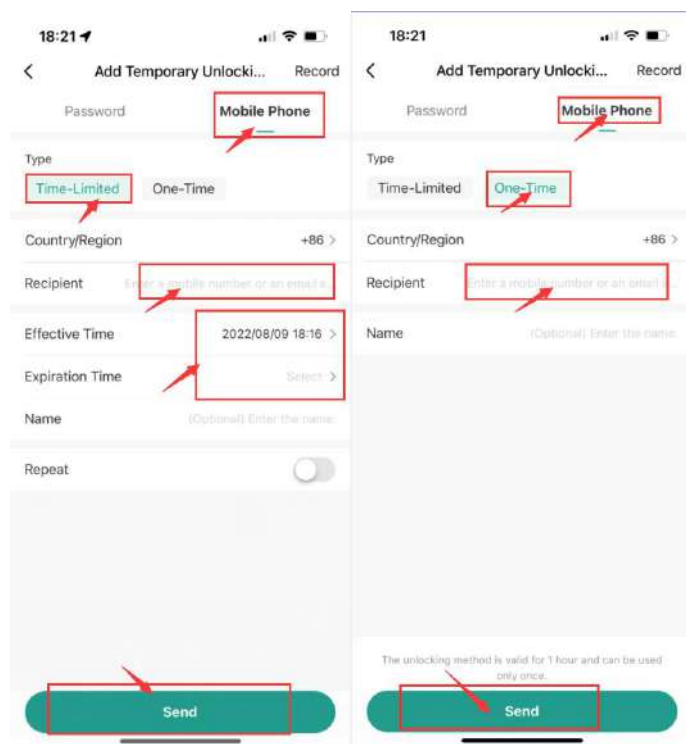 18:21
Add Temporary Unlocki... Record
Password Mobile Phone
Type
Time-Limited One-Time
Country/Region +86
Recipient Enter a mobile number or an email a...
Effective Time 2022/08/09 18:16
Expiration Time Select
Name (Optional) Enter the name.
Repeat
Send
18:21
Add Temporary Unlocki... Record
Password Mobile Phone
Type
Time-Limited One-Time
Country/Region +86
Recipient Enter a mobile number or an email a...
Name (Optional) Enter the name.
The unlocking method is valid for 1 hour and can be used
only once.
Send